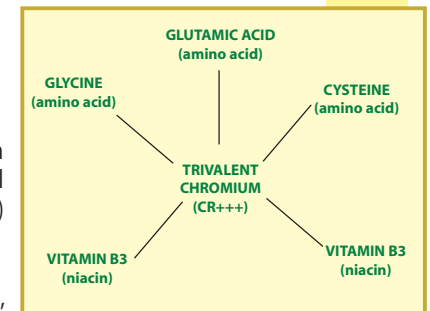 GLUTAMIC ACID
(amino acid)
GLYCINE
(amino acid)
CYSTEINE
(amino acid)
TRIVALENT
CHROMIUM
(CR+++)
VITAMIN B3
(niacin)
VITAMIN B3
(niacin)